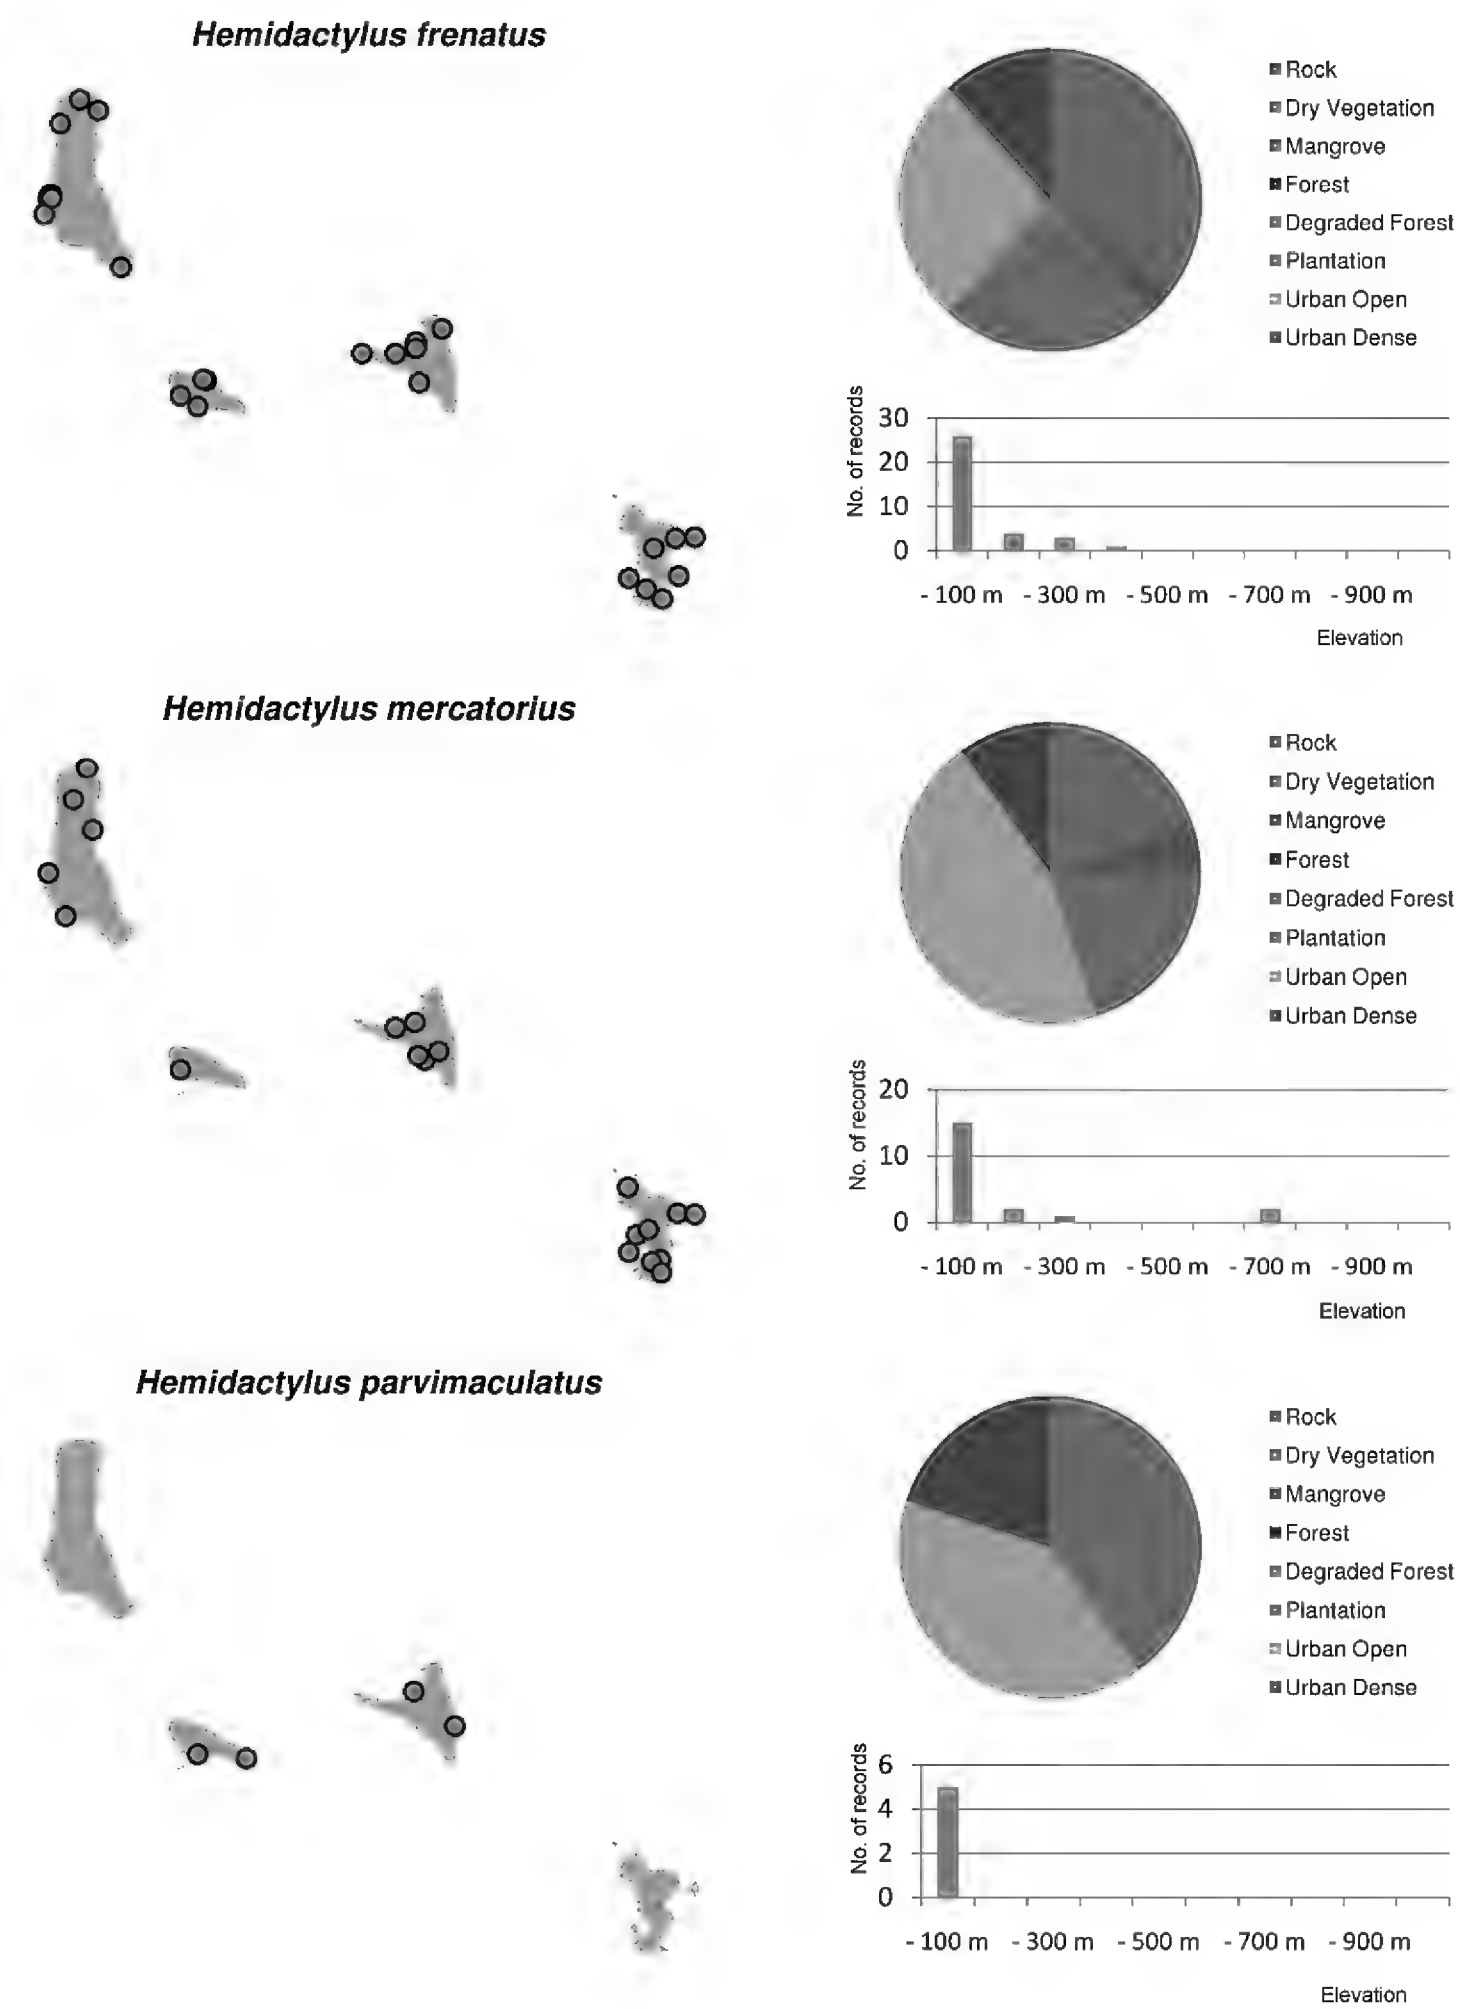 Hemidactylus frenatus
Rock
Dry Vegetation
Mangrove
Forest
Degraded Forest
Plantation
Urban Open
Urban Dense
No. of records
30
20
10
0
- 100 m - 300 m - 500 m - 700 m - 900 m
Elevation
Hemidactylus mercatorius
Rock
Dry Vegetation
Mangrove
Forest
Degraded Forest
Plantation
Urban Open
Urban Dense
No. of records
20
10
0
- 100 m - 300 m - 500 m - 700 m - 900 m
Elevation
Hemidactylus parvimaculatus
Rock
Dry Vegetation
Mangrove
Forest
Degraded Forest
Plantation
Urban Open
Urban Dense
No. of records
6
4
2
0
- 100 m - 300 m - 500 m - 700 m - 900 m
Elevation